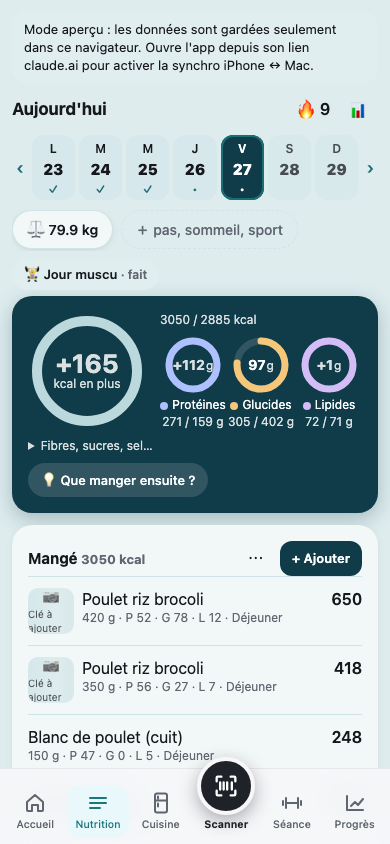 Mode aperçu : les données sont gardées seulement
dans ce navigateur. Ouvre l'app depuis son lien
claude.ai pour activer la synchro iPhone ↔ Mac.
Aujourd'hui
🔥 9
‹ L M M J V S D ›
23 24 25 26 27 28 29
✓ ✓ ✓ • •
79.9 kg
+ pas, sommeil, sport
Jour muscu · fait
3050 / 2885 kcal
+165
kcal en plus
+112g
97g
+1g
Protéines
Glucides
Lipides
271 / 159 g
305 / 402 g
72 / 71 g
▸ Fibres, sucres, sel…
Que manger ensuite ?
Mangé 3050 kcal
···
+ Ajouter
Clé à
ajouter
Poulet riz brocoli
650
420 g · P 52 · G 78 · L 12 · Déjeuner
Clé à
ajouter
Poulet riz brocoli
418
350 g · P 56 · G 27 · L 7 · Déjeuner
Blanc de poulet (cuit)
248
150 g · P 47 · G 0 · L 5 · Déjeuner
Accueil
Nutrition
Cuisine
Scanner
Séance
Progrès